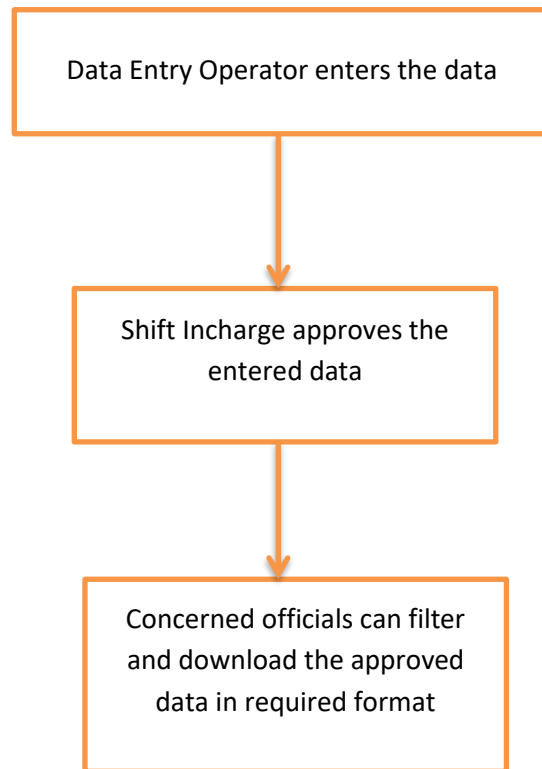 Data Entry Operator enters the data
Shift Incharge approves the
entered data
Concerned officials can filter
and download the approved
data in required format